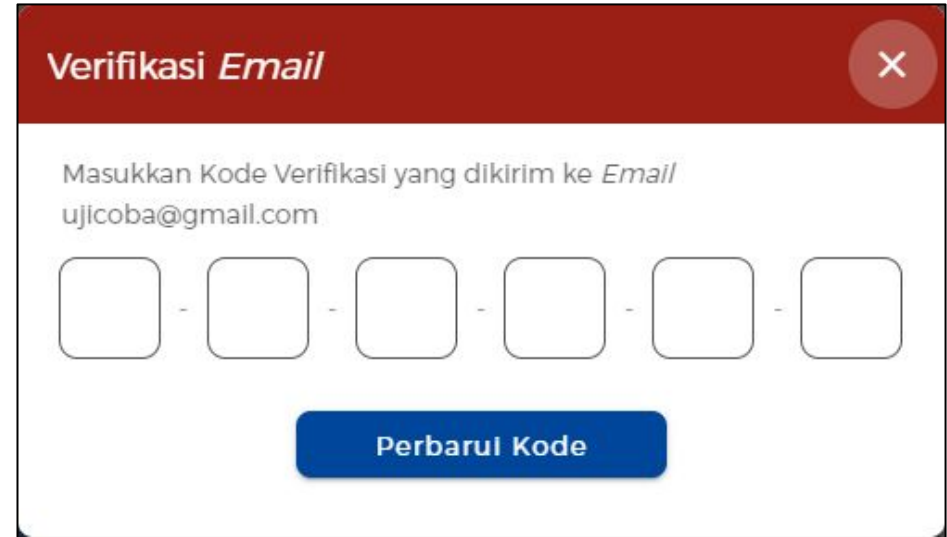 Verifikasi Email
Masukkan Kode Verifikasi yang dikirim ke Email
ujicoba@gmail.com
- - - - -
Perbarui Kode